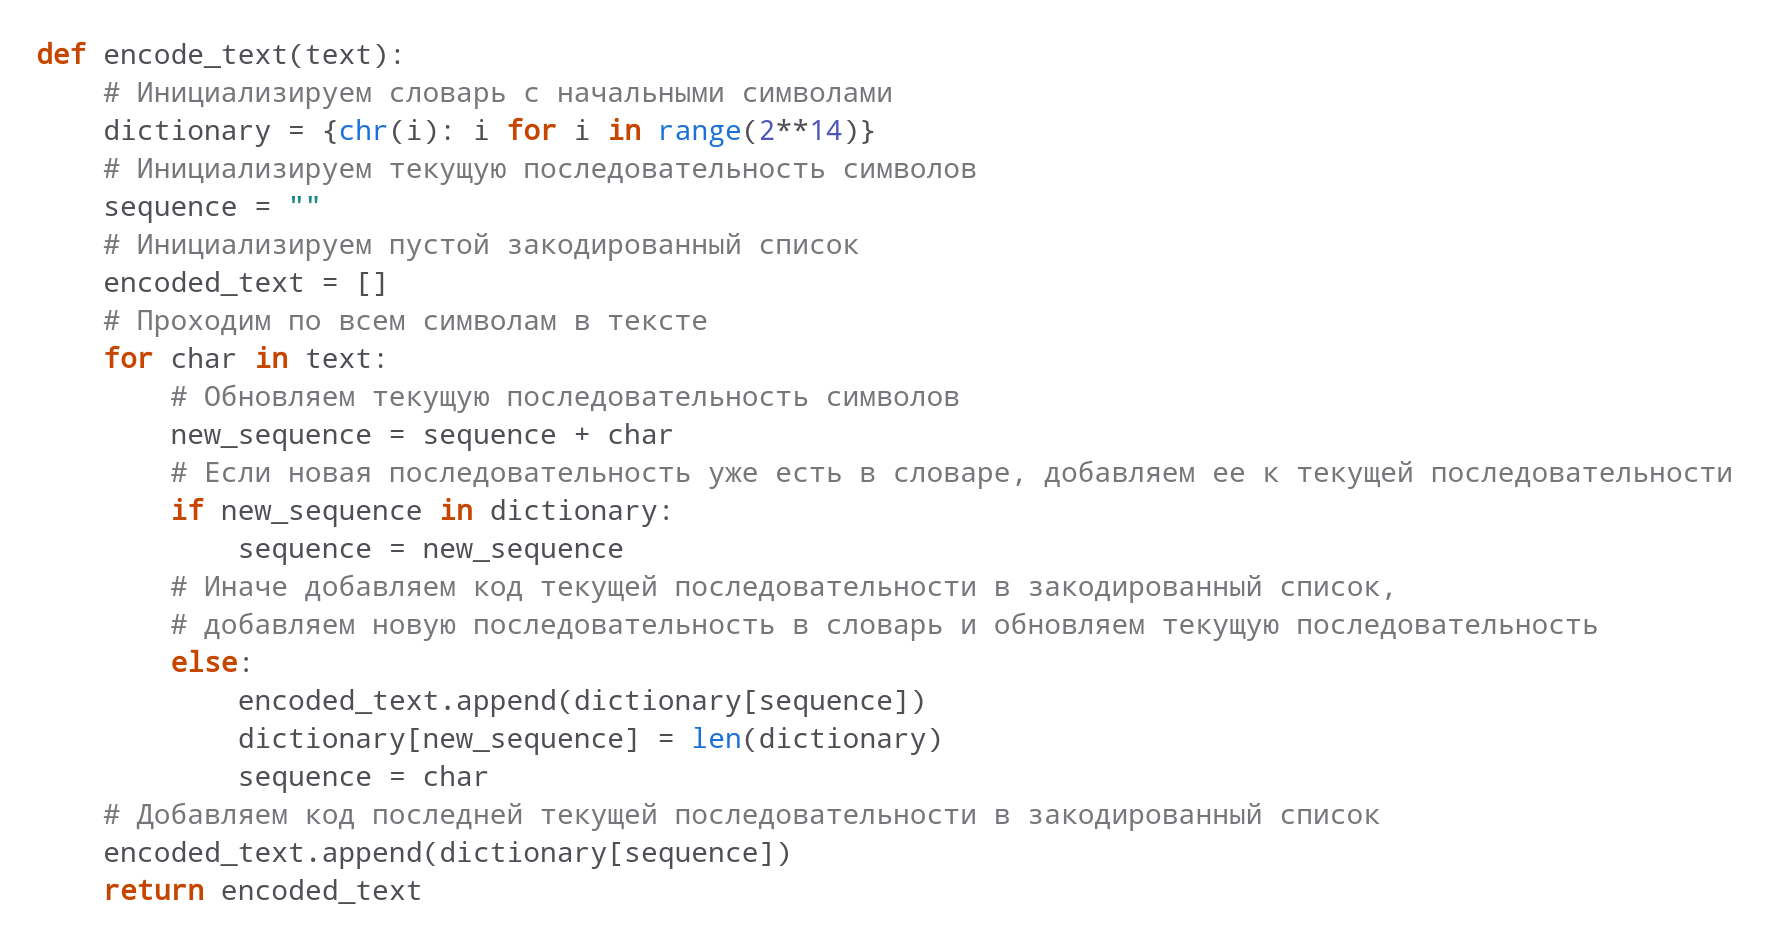 def encode_text(text):
    # Инициализируем словарь с начальными символами
    dictionary = {chr(i): i for i in range(2**14)}
    # Инициализируем текущую последовательность символов
    sequence = ""
    # Инициализируем пустой закодированный список
    encoded_text = []
    # Проходим по всем символам в тексте
    for char in text:
        # Обновляем текущую последовательность символов
        new_sequence = sequence + char
        # Если новая последовательность уже есть в словаре, добавляем ее к текущей последовательности
        if new_sequence in dictionary:
            sequence = new_sequence
        # Иначе добавляем код текущей последовательности в закодированный список,
        # добавляем новую последовательность в словарь и обновляем текущую последовательность
        else:
            encoded_text.append(dictionary[sequence])
            dictionary[new_sequence] = len(dictionary)
            sequence = char
    # Добавляем код последней текущей последовательности в закодированный список
    encoded_text.append(dictionary[sequence])
    return encoded_text